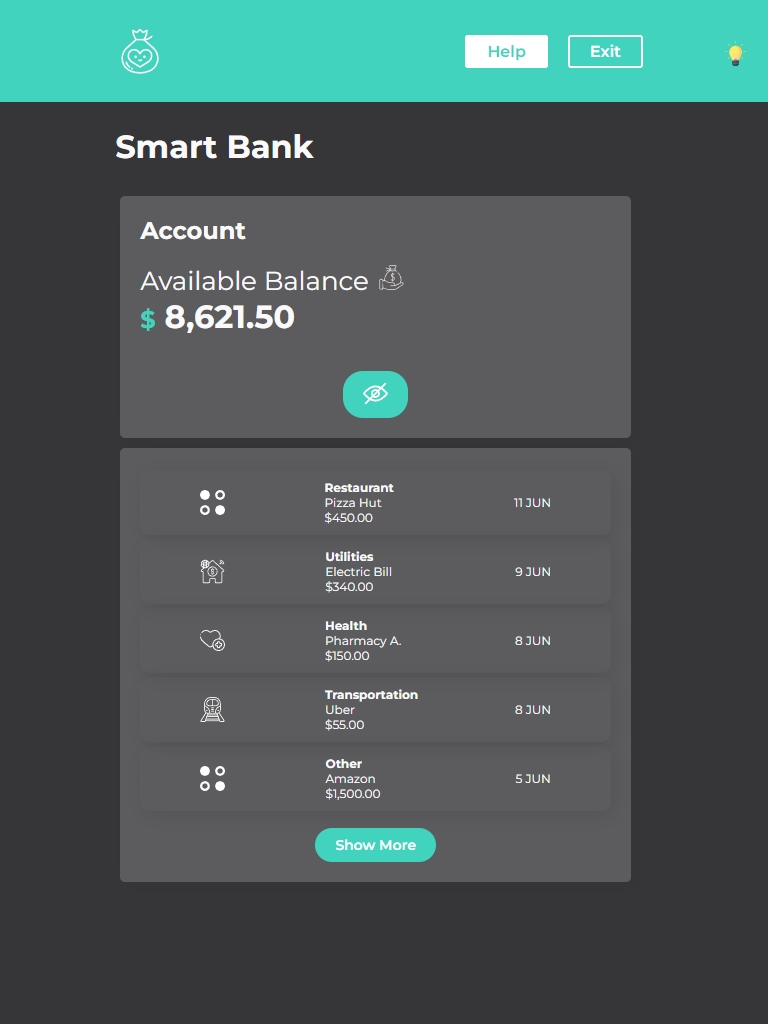 Help
Exit
Smart Bank
Account
Available Balance
$ 8,621.50
Restaurant
Pizza Hut
$450.00
11 JUN
Utilities
Electric Bill
$340.00
9 JUN
Health
Pharmacy A.
$150.00
8 JUN
Transportation
Uber
$55.00
8 JUN
Other
Amazon
$1,500.00
5 JUN
Show More